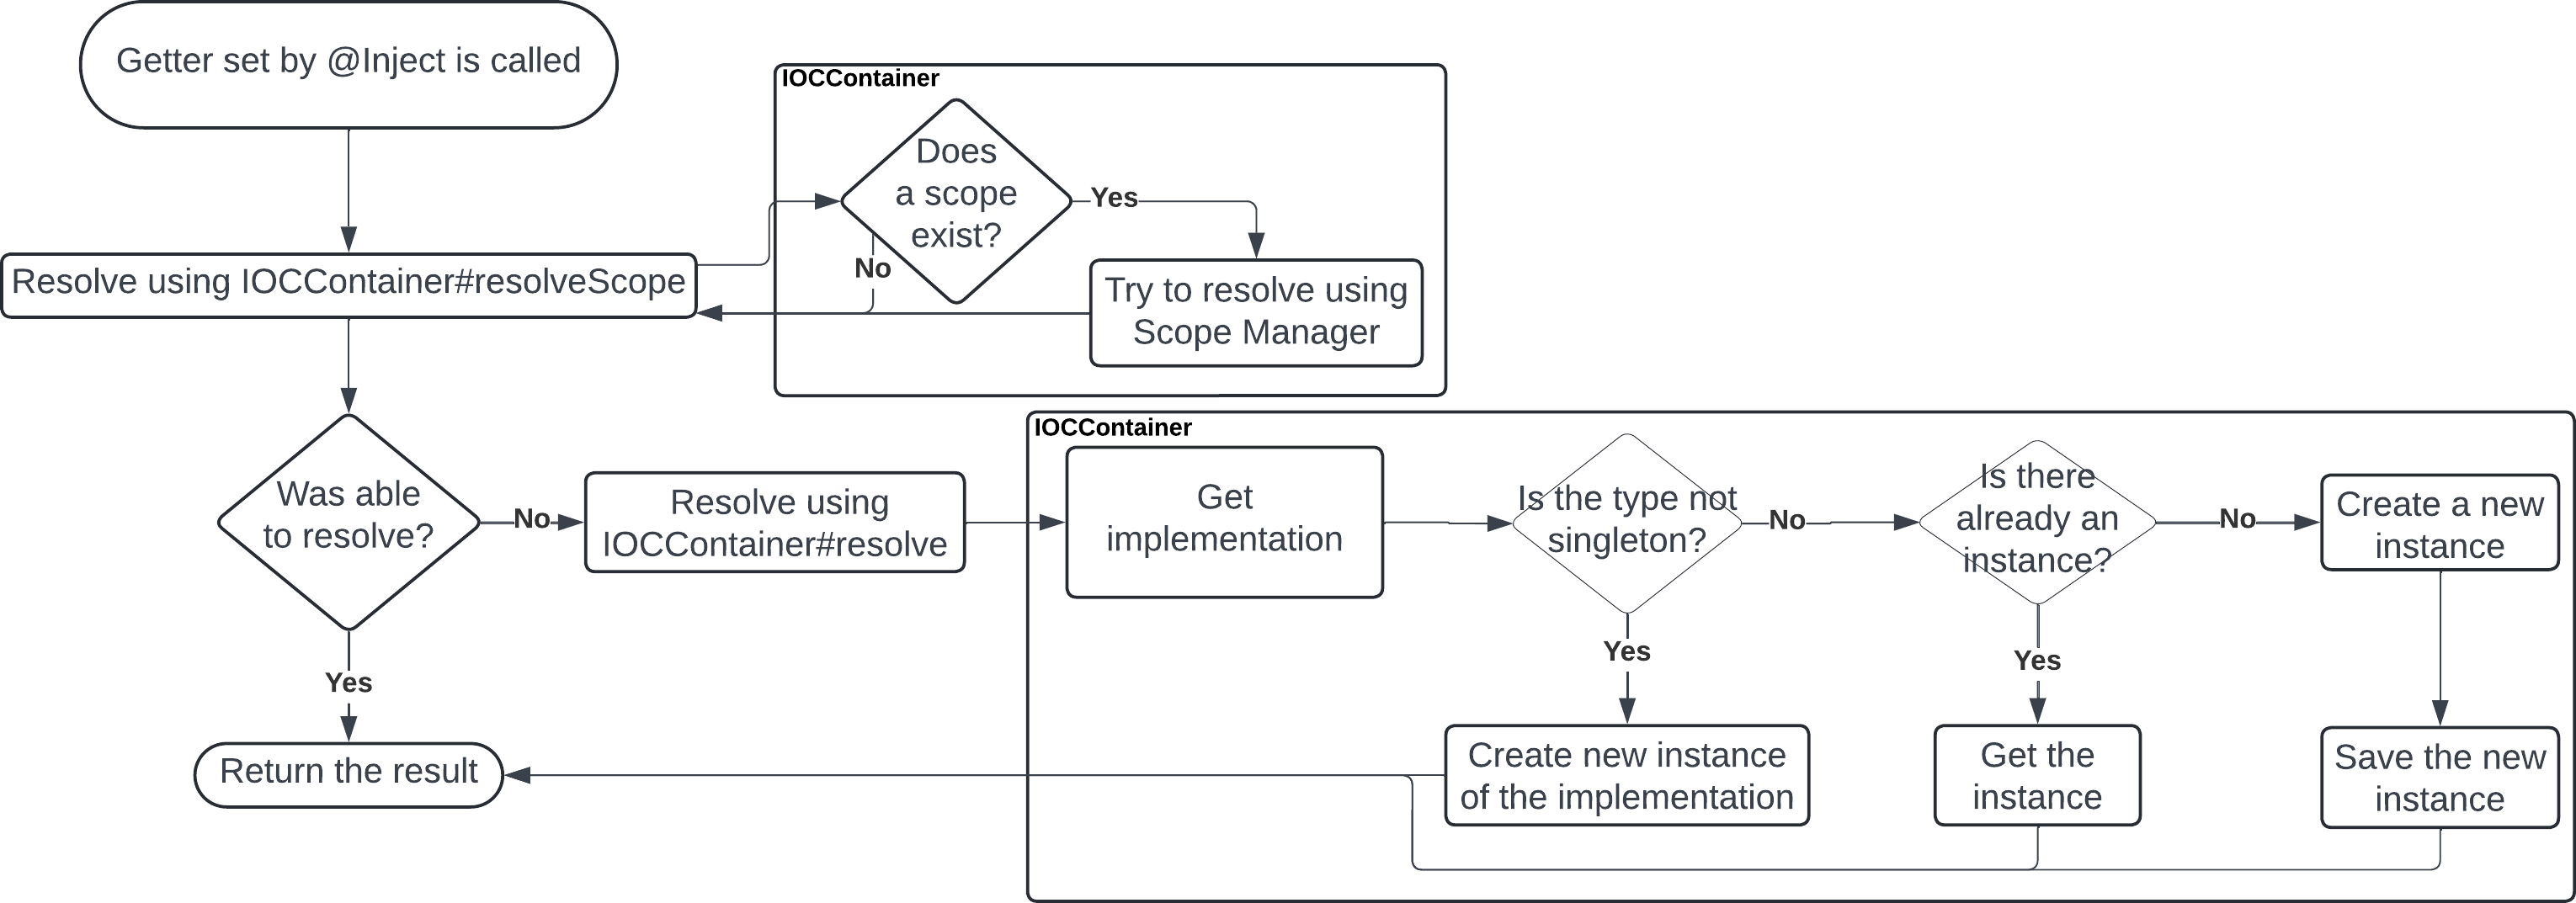 Getter set by @Inject is called
IOCContainer
Does
a scope
exist?
Yes
No
Resolve using IOCContainer#resolveScope
Try to resolve using
Scope Manager
IOCContainer
Was able
to resolve?
No
Resolve using
IOCContainer#resolve
Get
implementation
Is the type not
singleton?
No
Is there
already an
instance?
No
Create a new
instance
Yes
Yes
Yes
Return the result
Create new instance
of the implementation
Get the
instance
Save the new
instance